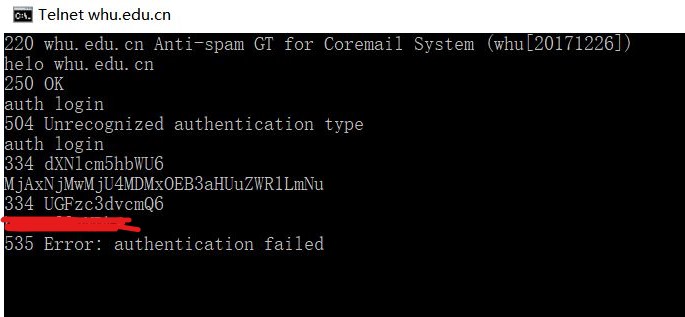 Telnet whu.edu.cn
220 whu.edu.cn Anti-spam GT for Coremail System (whu[20171226])
helo whu.edu.cn
250 OK
auth login
504 Unrecognized authentication type
auth login
334 dXNlcm5hbWU6
MjAxNjMwMjU4MDMxOEB3aHUuZWR1LmNu
334 UGFzc3dvcmQ6
535 Error: authentication failed